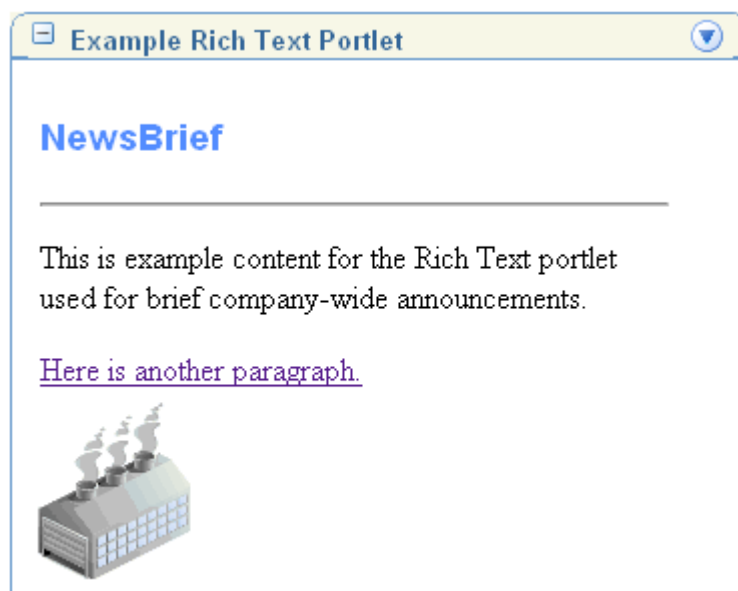 Example Rich Text Portlet
NewsBrief
This is example content for the Rich Text portlet
used for brief company-wide announcements.
Here is another paragraph.